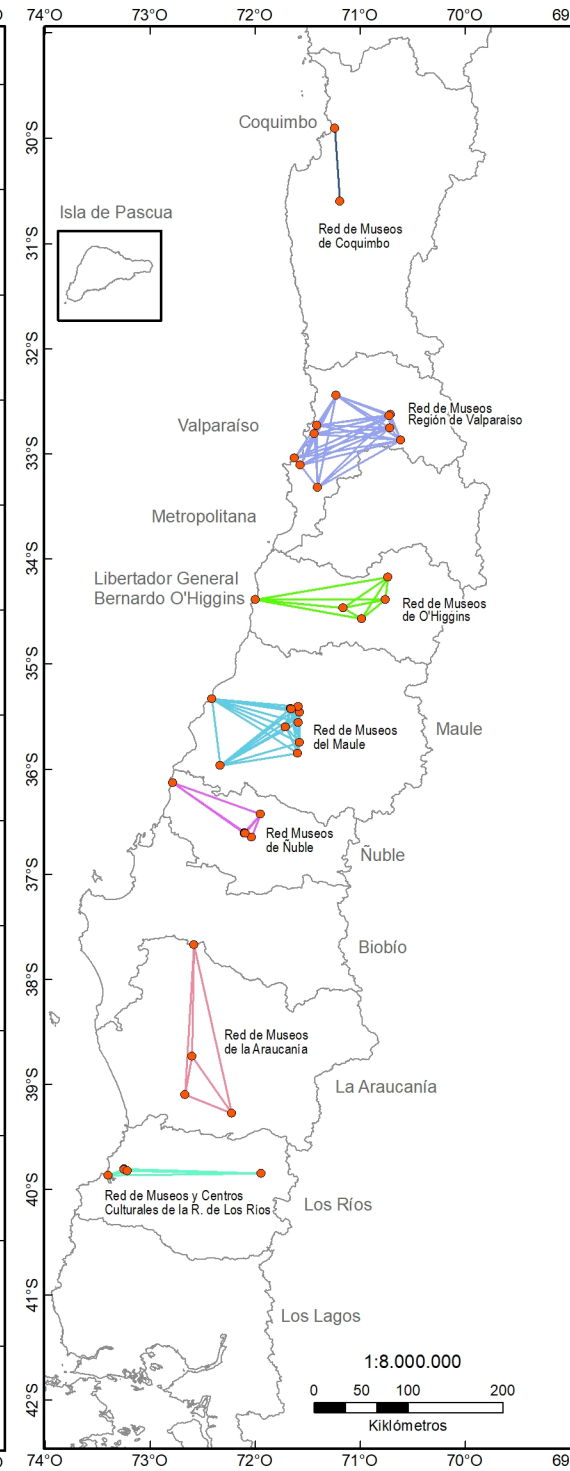 74°O 73°O 72°O 71°O 70°O 69
Coquimbo
30°S
Isla de Pascua
Red de Museos
de Coquimbo
31°S
32°S
Red de Museos
Región de Valparaíso
Valparaíso
33°S
Metropolitana
34°S
Libertador General
Bernardo O'Higgins
Red de Museos
de O'Higgins
35°S
Red de Museos
del Maule
Maule
36°S
Red Museos
de Ñuble
Ñuble
37°S
Biobío
38°S
Red de Museos
de la Araucanía
39°S
La Araucanía
40°S
Red de Museos y Centros
Culturales de la R. de Los Ríos
Los Ríos
41°S
Los Lagos
1:8.000.000
0 50 100 200
Kiklómetros
42°S
74°O 73°O 72°O 71°O 70°O 69